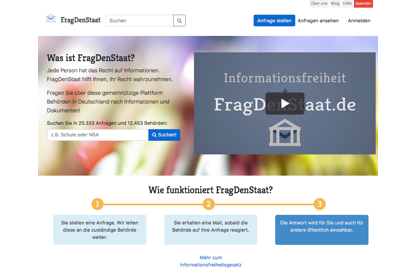 Über uns Blog Hilfe Spenden
FragDenStaat Suchen Anfrage stellen Anfragen ansehen Anmelden
Was ist FragDenStaat?
Jede Person hat das Recht auf Informationen.
FragDenStaat hilft Ihnen, Ihr Recht wahrzunehmen.
Fragen Sie über diese gemeinnützige Plattform
Behörden in Deutschland nach Informationen und
Dokumenten!
Suchen Sie in 25.333 Anfragen und 12.453 Behörden:
z.B. Schule oder NSA Suchen!
Informationsfreiheit
FragDenStaat.de
Wie funktioniert FragDenStaat?
1 2 3
Sie stellen eine Anfrage. Wir leiten
diese an die zuständige Behörde
weiter.
Sie erhalten eine Mail, sobald die
Behörde auf Ihre Anfrage reagiert.
Die Antwort wird für Sie und auch für
andere öffentlich einsehbar.
Mehr zum
Informationsfreiheitsgesetz